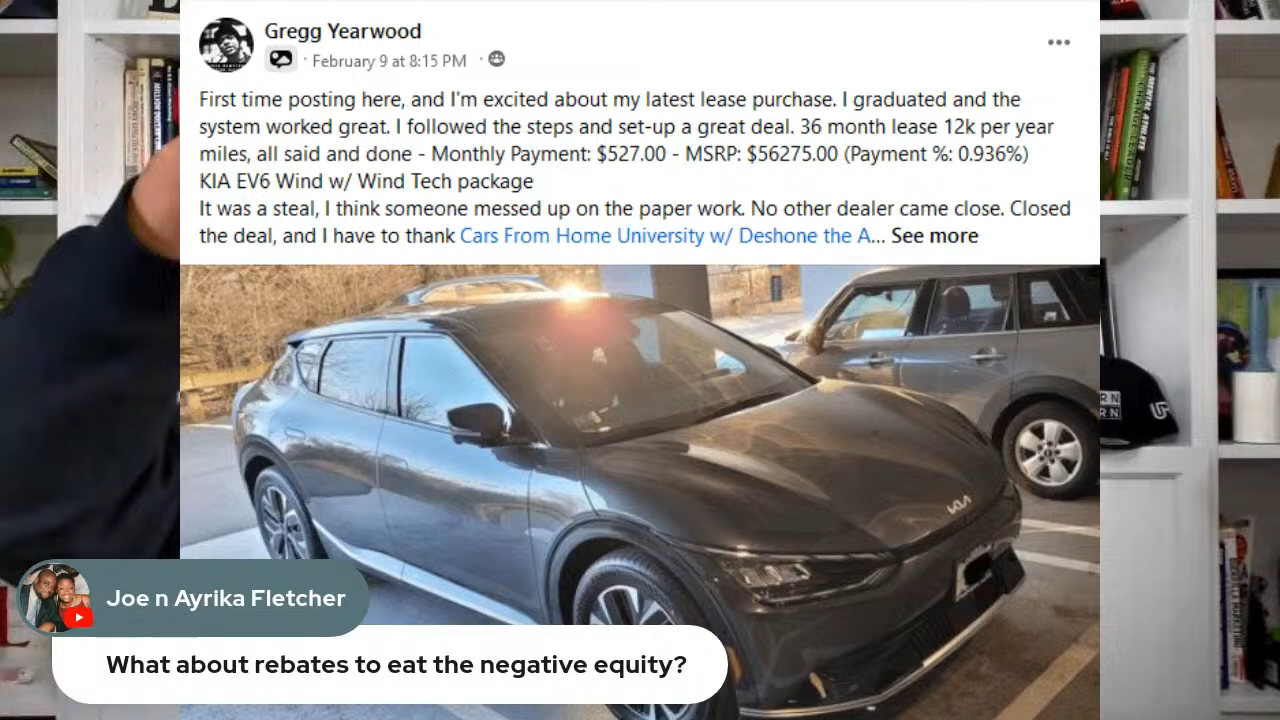 Gregg Yearwood
· February 9 at 8:15 PM ·
First time posting here, and I'm excited about my latest lease purchase. I graduated and the
system worked great. I followed the steps and set-up a great deal. 36 month lease 12k per year
miles, all said and done - Monthly Payment: $527.00 - MSRP: $56275.00 (Payment %: 0.936%)
KIA EV6 Wind w/ Wind Tech package
It was a steal, I think someone messed up on the paper work. No other dealer came close. Closed
the deal, and I have to thank Cars From Home University w/ Deshone the A... See more
Joe n Ayrika Fletcher
What about rebates to eat the negative equity?